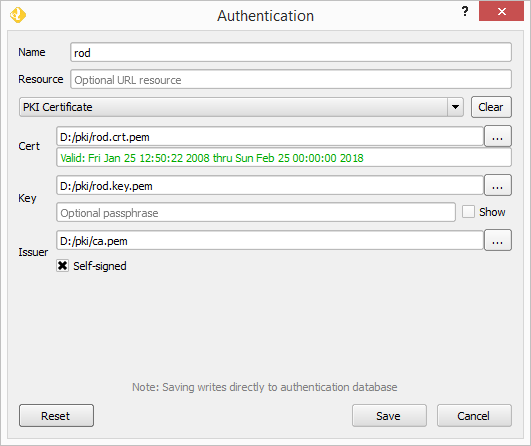 Authentication
?
Name rod
Resource Optional URL resource
PKI Certificate Clear
Cert D:/pki/rod.crt.pem ...
Valid: Fri Jan 25 12:50:22 2008 thru Sun Feb 25 00:00:00 2018
Key D:/pki/rod.key.pem ...
Optional passphrase Show
Issuer D:/pki/ca.pem ...
Self-signed
Note: Saving writes directly to authentication database
Reset Save Cancel